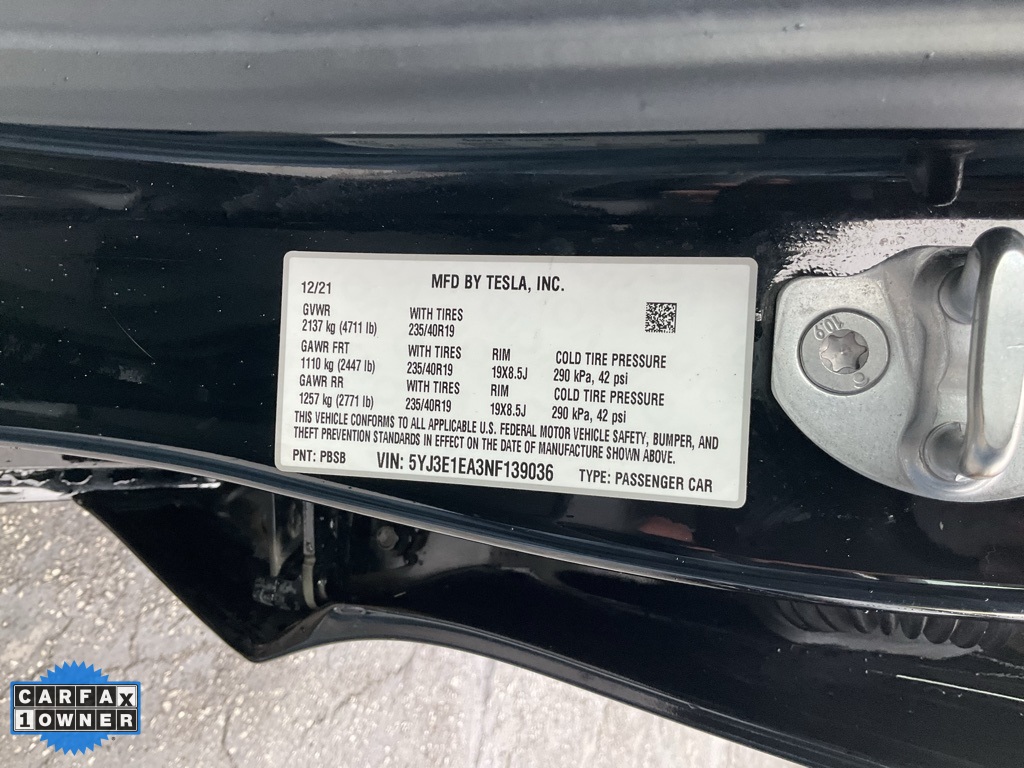 12/21 MFD BY TESLA, INC.
GVWR WITH TIRES
2137 kg (4711 lb) 235/40R19
GAWR FRT WITH TIRES RIM COLD TIRE PRESSURE
1110 kg (2447 lb) 235/40R19 19X8.5J 290 kPa, 42 psi
GAWR RR WITH TIRES RIM COLD TIRE PRESSURE
1257 kg (2771 lb) 235/40R19 19X8.5J 290 kPa, 42 psi
THIS VEHICLE CONFORMS TO ALL APPLICABLE U.S. FEDERAL MOTOR VEHICLE SAFETY, BUMPER, AND
THEFT PREVENTION STANDARDS IN EFFECT ON THE DATE OF MANUFACTURE SHOWN ABOVE.
PNT: PBSB VIN: 5YJ3E1EA3NF139036 TYPE: PASSENGER CAR
CARFAX
1 OWNER